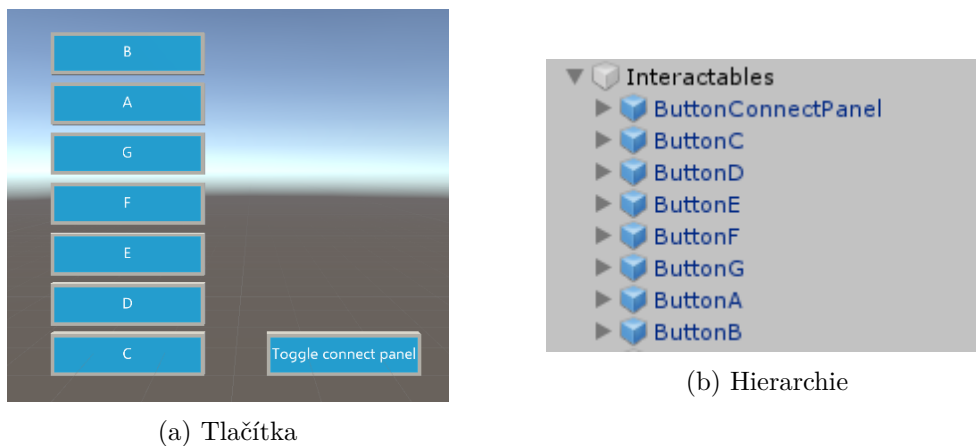 B
A
G
F
E
D
C
Toggle connect panel
(a) Tlačítka
Interactables
ButtonConnectPanel
ButtonC
ButtonD
ButtonE
ButtonF
ButtonG
ButtonA
ButtonB
(b) Hierarchie